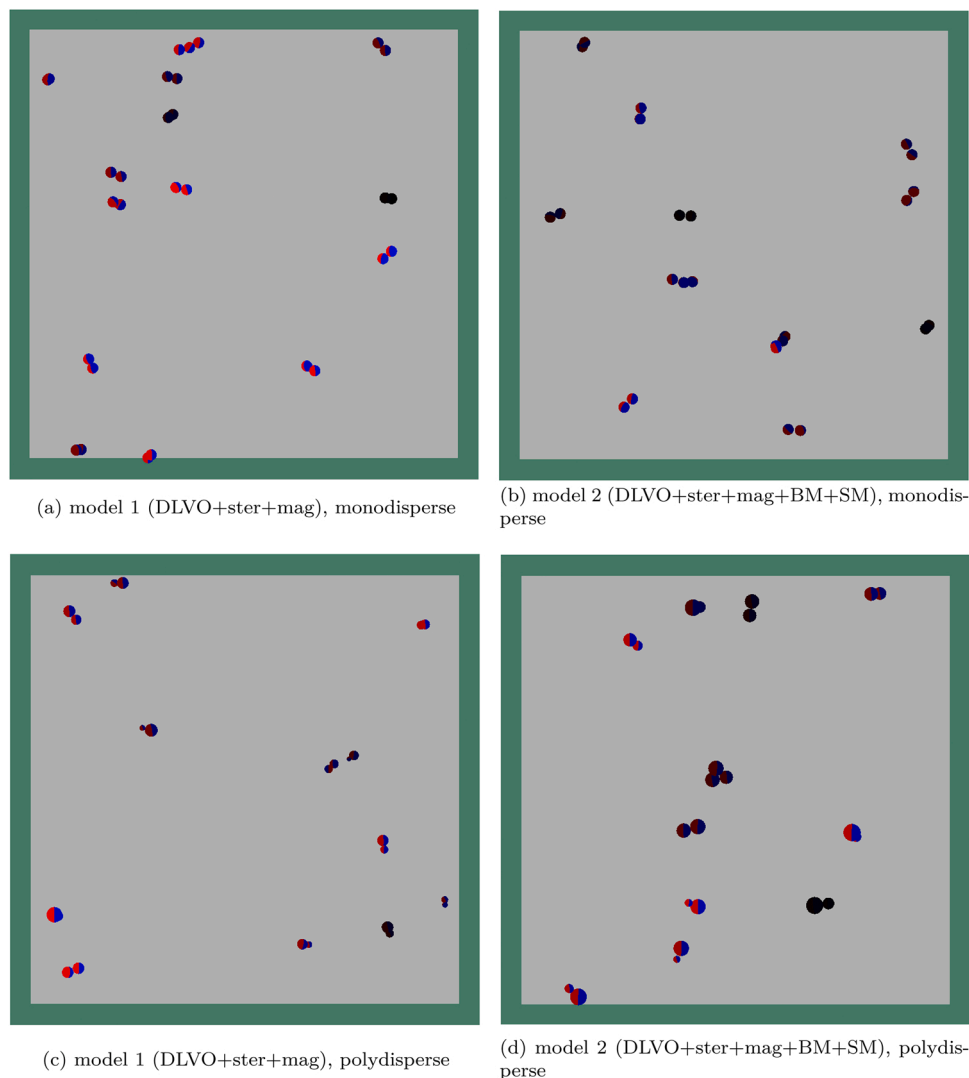 (a) model 1 (DLVO+ster+mag), monodisperse
(b) model 2 (DLVO+ster+mag+BM+SM), monodis-
perse
(c) model 1 (DLVO+ster+mag), polydisperse
(d) model 2 (DLVO+ster+mag+BM+SM), polydis-
perse